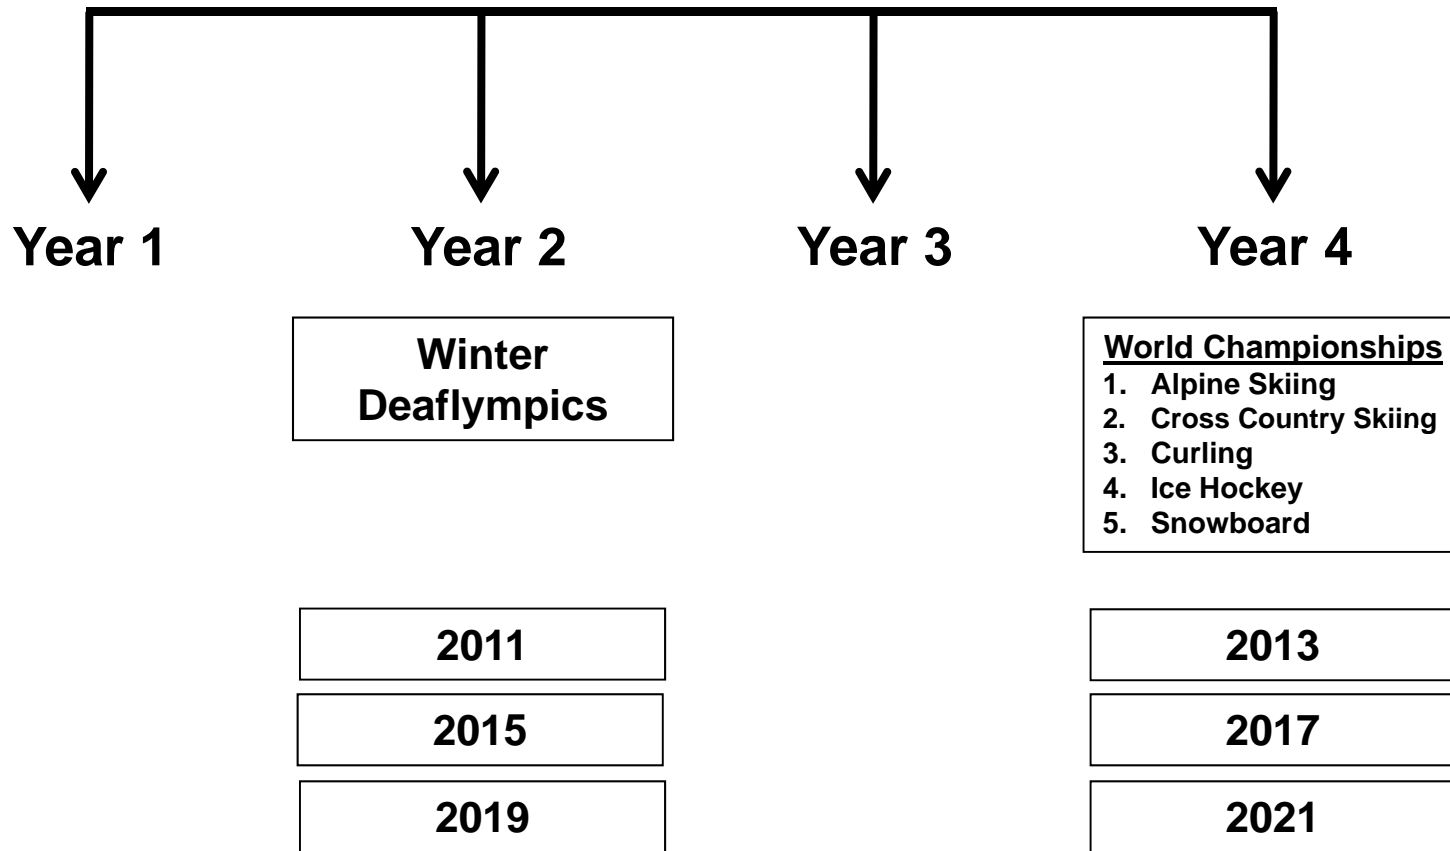 Year 1
Year 2
Year 3
Year 4
Winter
Deaflympics
World Championships
1. Alpine Skiing
2. Cross Country Skiing
3. Curling
4. Ice Hockey
5. Snowboard
2011
2013
2015
2017
2019
2021